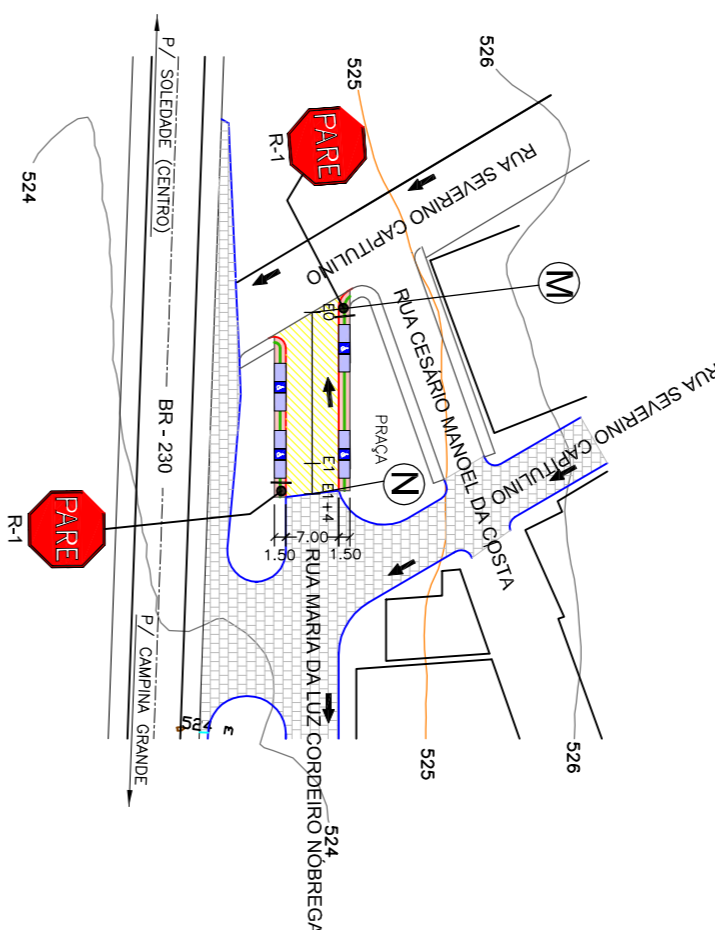 P/ SOLEDADE (CENTRO)
BR - 230
P/ CAMPINA GRANDE
524
525
526
PARE
R-1
RUA SEVERINO CAPITULINO
M
RUA CESÁRIO MANOEL DA COSTA
RUA SEVERINO CAPITULINO
E0
PRAÇA
E1
E1+4
N
1.50
7.00
1.50
PARE
R-1
RUA MARIA DA LUZ CORDEIRO NÓBREGA
524
524
525
526